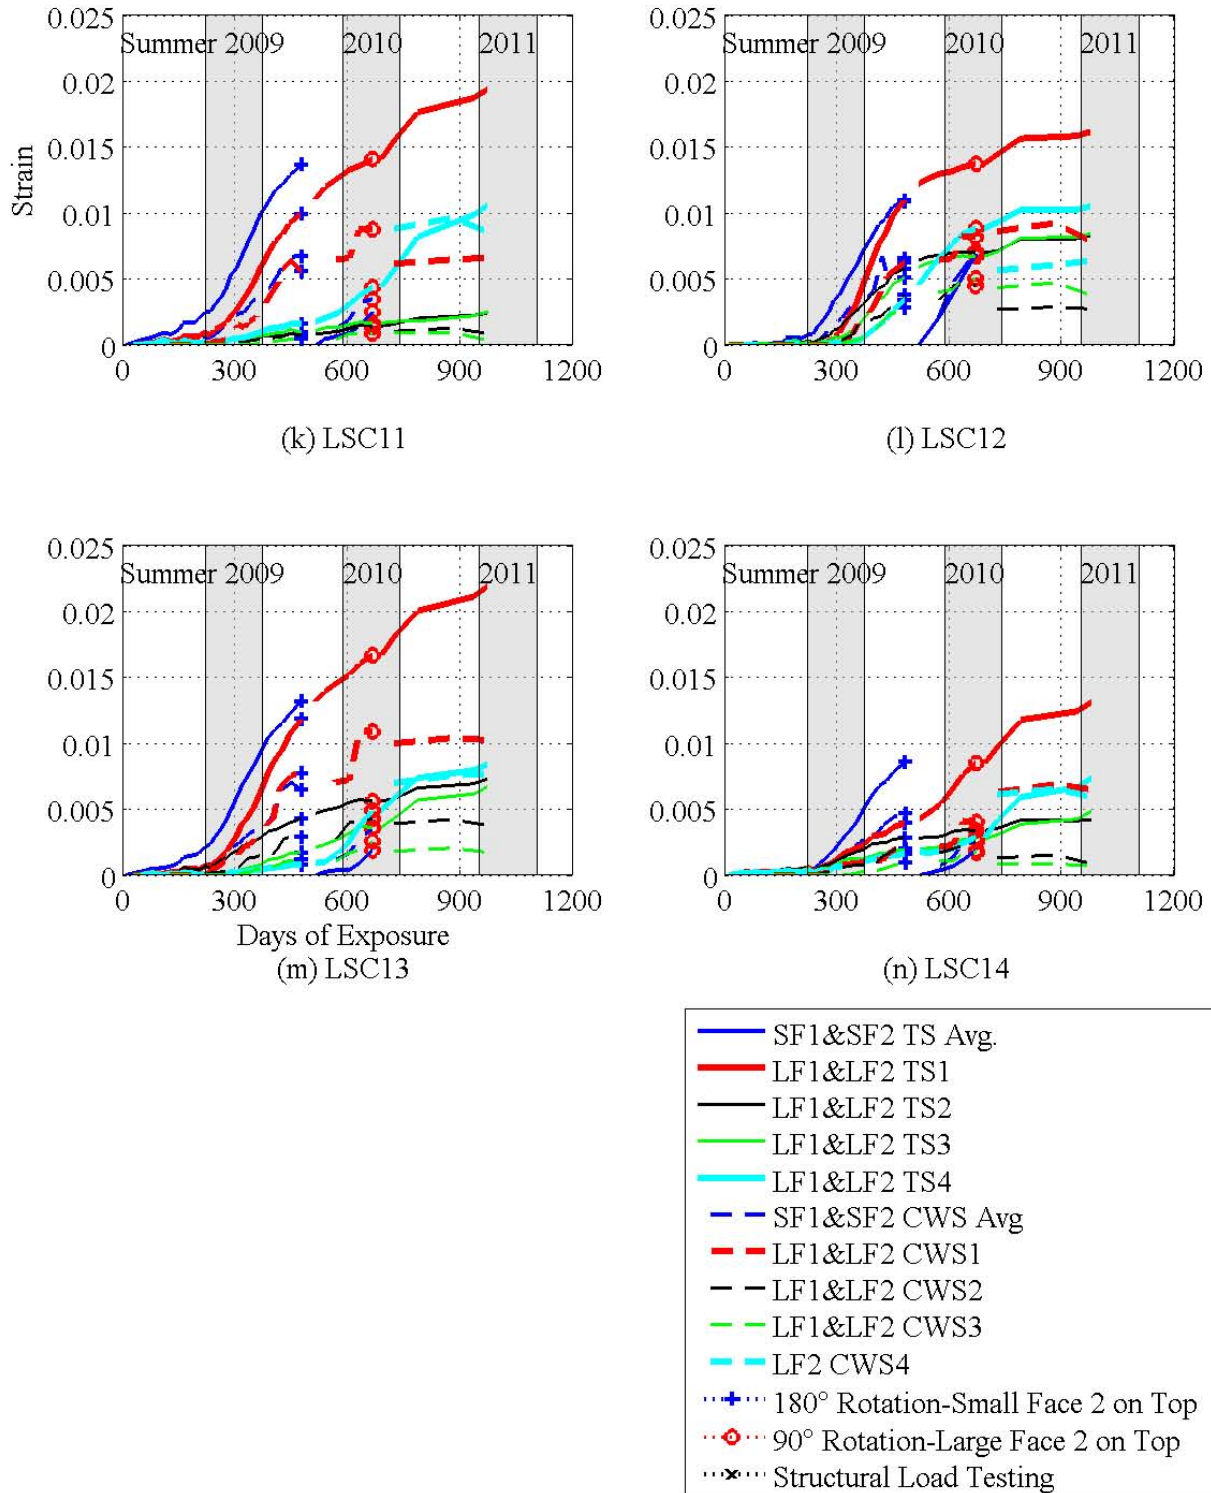 0.025
Summer 2009 2010 2011
0.02
0.015
Strain
0.01
0.005
0
0 300 600 900 1200
(k) LSC11
0.025
Summer 2009 2010 2011
0.02
0.015
0.01
0.005
0
0 300 600 900 1200
(l) LSC12
0.025
Summer 2009 2010 2011
0.02
0.015
0.01
0.005
0
0 300 600 900 1200
Days of Exposure
(m) LSC13
0.025
Summer 2009 2010 2011
0.02
0.015
0.01
0.005
0
0 300 600 900 1200
(n) LSC14
SF1&SF2 TS Avg.
LF1&LF2 TS1
LF1&LF2 TS2
LF1&LF2 TS3
LF1&LF2 TS4
SF1&SF2 CWS Avg
LF1&LF2 CWS1
LF1&LF2 CWS2
LF1&LF2 CWS3
LF2 CWS4
180° Rotation-Small Face 2 on Top
90° Rotation-Large Face 2 on Top
Structural Load Testing